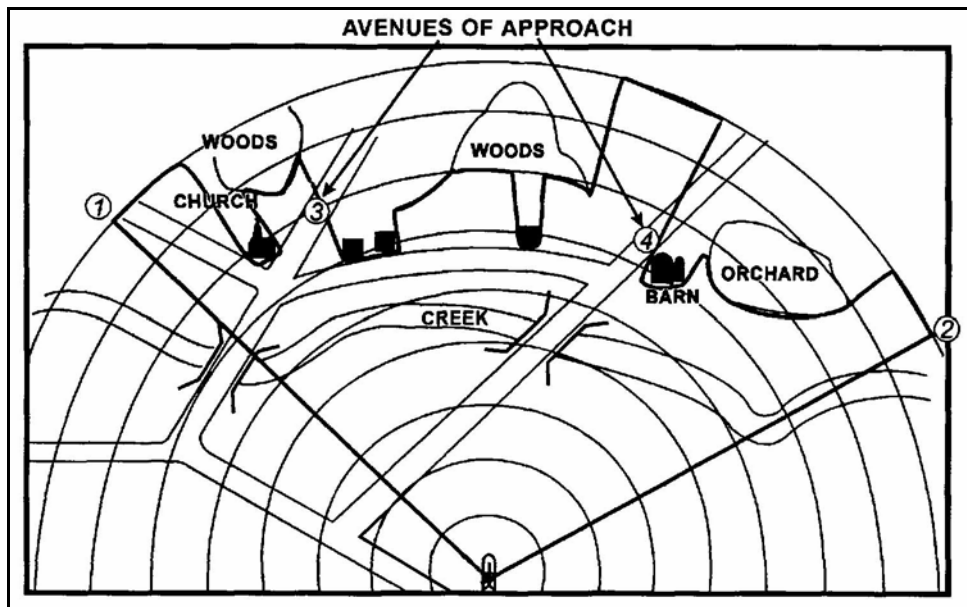 AVENUES OF APPROACH
WOODS
WOODS
1
CHURCH
3
4
ORCHARD
BARN
CREEK
2